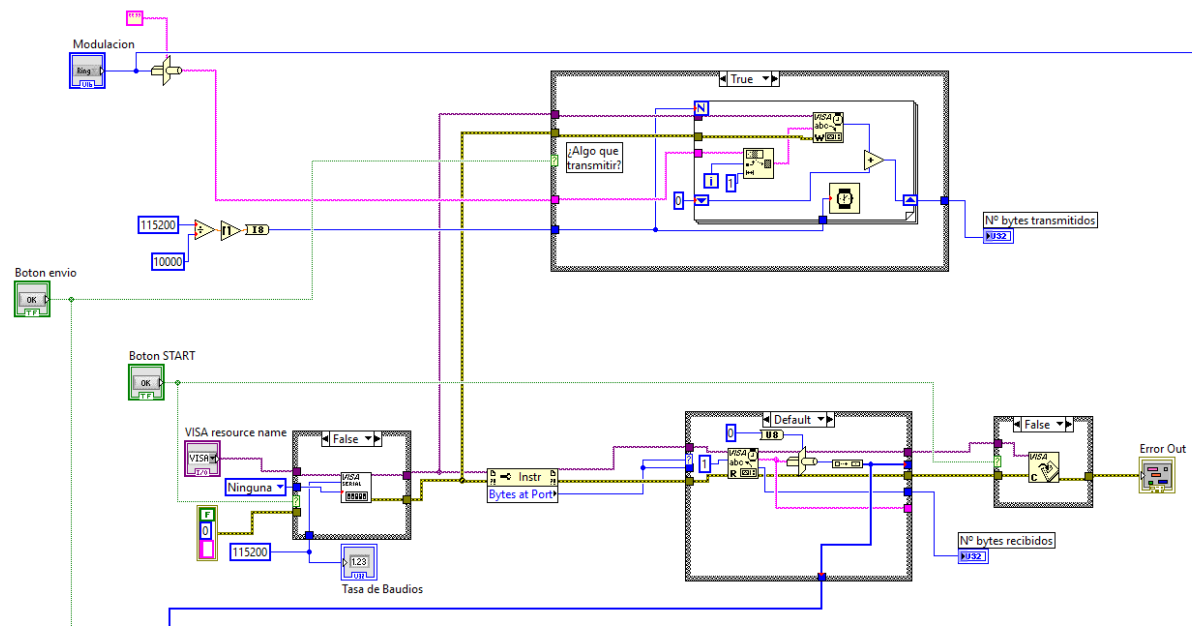 ""
Modulacion
Ring
U16
True
N
VISA
abc
W
¿Algo que
transmitir?
i
1
0
115200
10000
I8
Nº bytes transmitidos
U32
Boton envio
OK
TF
Boton START
OK
TF
VISA resource name
VISA
I/O
False
VISA
SERIAL
Ninguna
F
0
115200
1.23
U32
Tasa de Baudios
Instr
Bytes at Port
Default
0
U8
VISA
abc
R
1
False
VISA
C
Error Out
Nº bytes recibidos
U32